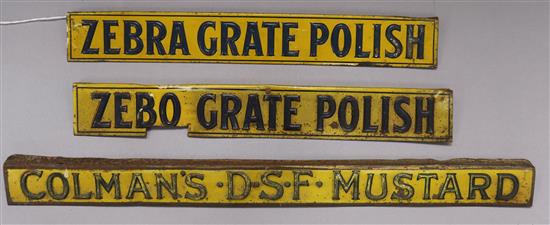 ZEBRA GRATE POLISH
ZEBO GRATE POLISH
COLMAN'S · D·S·F · MUSTARD